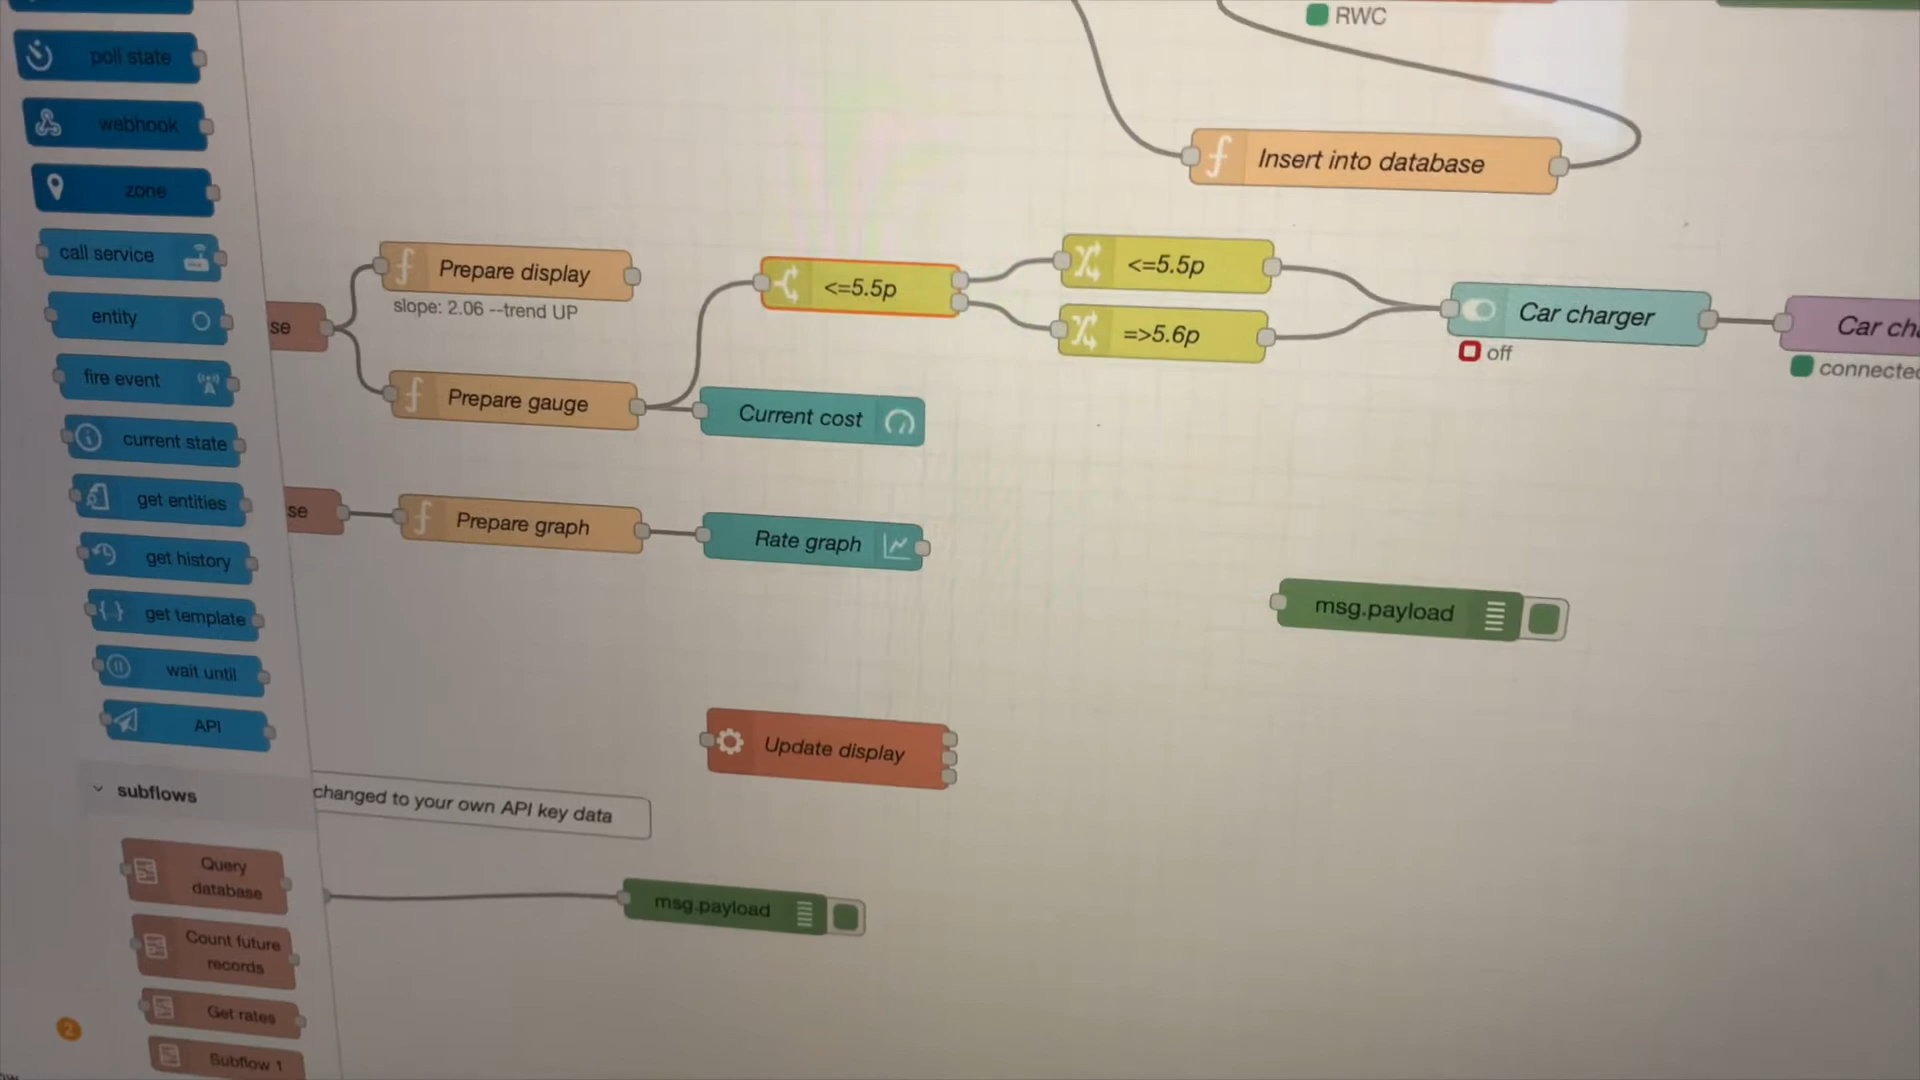 poll state
webhook
zone
call service
entity
fire event
current state
get entities
get history
get template
wait until
API
subflows
Query
database
Count future
records
Get rates
Subflow 1
2
RWC
Insert into database
se
Prepare display
slope: 2.06 --trend UP
<=5.5p
<=5.5p
=>5.6p
Car charger
off
Car ch
connected
Prepare gauge
Current cost
se
Prepare graph
Rate graph
msg.payload
Update display
changed to your own API key data
msg.payload